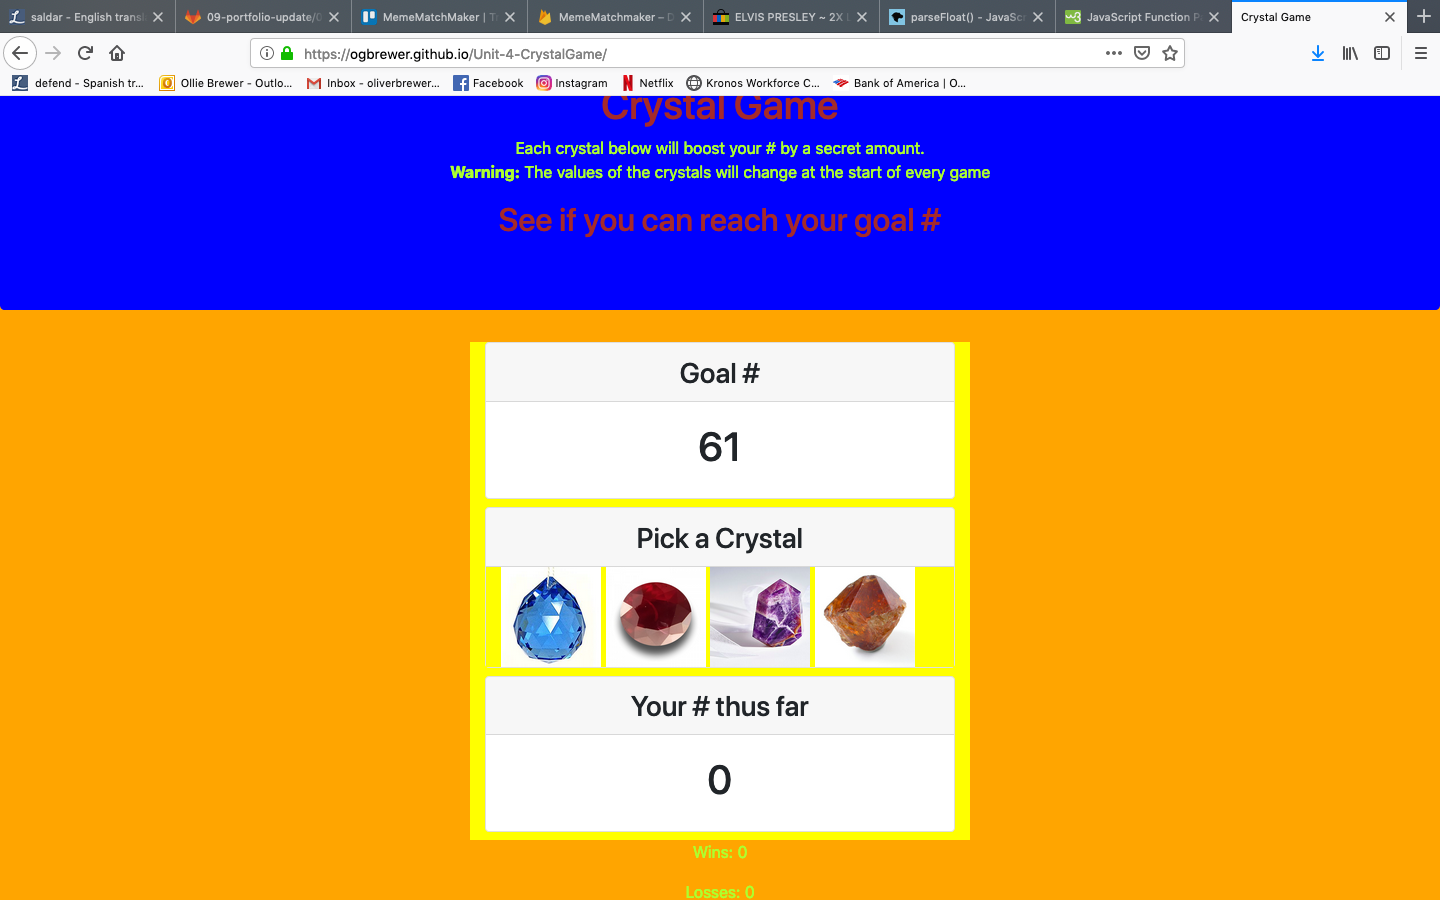 saldar - English transl
09-portfolio-update/0
MemeMatchMaker | Tr
MemeMatchmaker – D
ELVIS PRESLEY ~ 2X L
parseFloat() - JavaScr
JavaScript Function P
Crystal Game
https://ogbrewer.github.io/Unit-4-CrystalGame/
defend - Spanish tr...
Ollie Brewer - Outlo...
Inbox - oliverbrewer...
Facebook
Instagram
Netflix
Kronos Workforce C...
Bank of America | O...
Crystal Game
Each crystal below will boost your # by a secret amount.
Warning: The values of the crystals will change at the start of every game
See if you can reach your goal #
Goal #
61
Pick a Crystal
Your # thus far
0
Wins: 0
Losses: 0